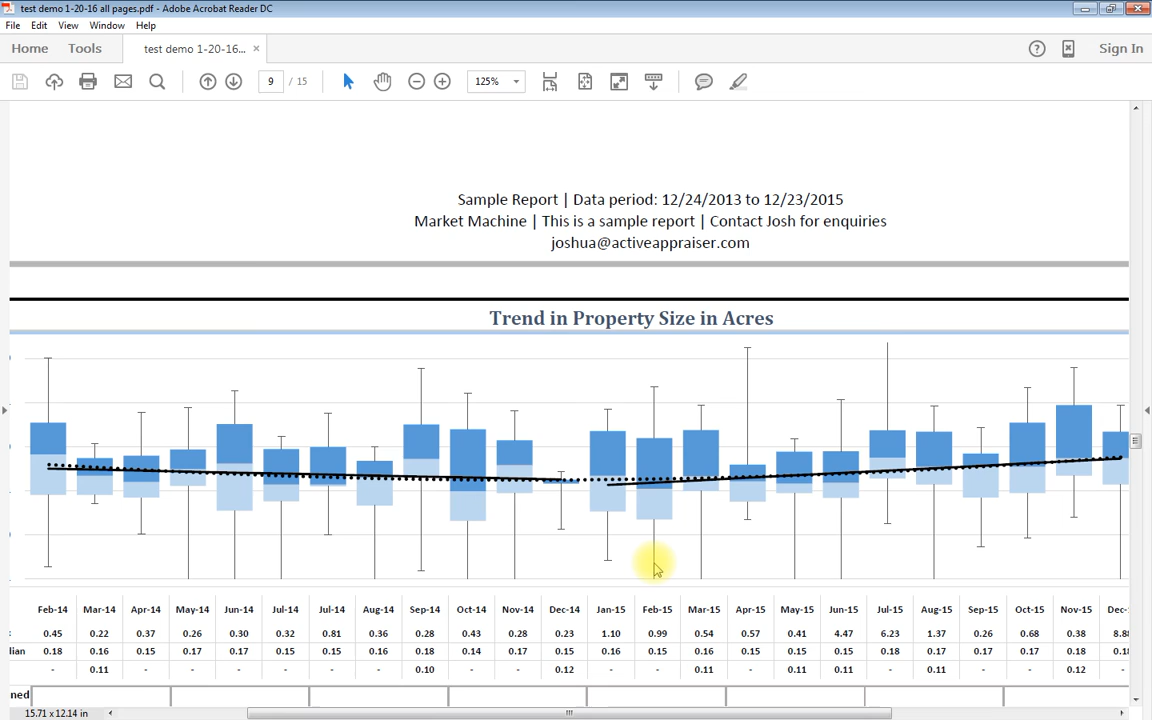 test demo 1-20-16 all pages.pdf - Adobe Acrobat Reader DC
File Edit View Window Help
Home Tools test demo 1-20-16... × Sign In
9 / 15 125%
Sample Report | Data period: 12/24/2013 to 12/23/2015
Market Machine | This is a sample report | Contact Josh for enquiries
joshua@activeappraiser.com
Trend in Property Size in Acres
Feb-14 Mar-14 Apr-14 May-14 Jun-14 Jul-14 Jul-14 Aug-14 Sep-14 Oct-14 Nov-14 Dec-14 Jan-15 Feb-15 Mar-15 Apr-15 May-15 Jun-15 Jul-15 Aug-15 Sep-15 Oct-15 Nov-15 Dec-
0.45 0.22 0.37 0.26 0.30 0.32 0.81 0.36 0.28 0.43 0.28 0.23 1.10 0.99 0.54 0.57 0.41 4.47 6.23 1.37 0.26 0.68 0.38 8.88
lian 0.18 0.16 0.15 0.17 0.17 0.15 0.15 0.16 0.18 0.14 0.17 0.15 0.16 0.15 0.16 0.15 0.15 0.15 0.18 0.17 0.17 0.17 0.18 0.18
- 0.11 - - - - - - 0.10 - - 0.12 - - 0.11 - 0.11 0.11 - 0.11 - - 0.12 -
ned
15.71 x 12.14 in